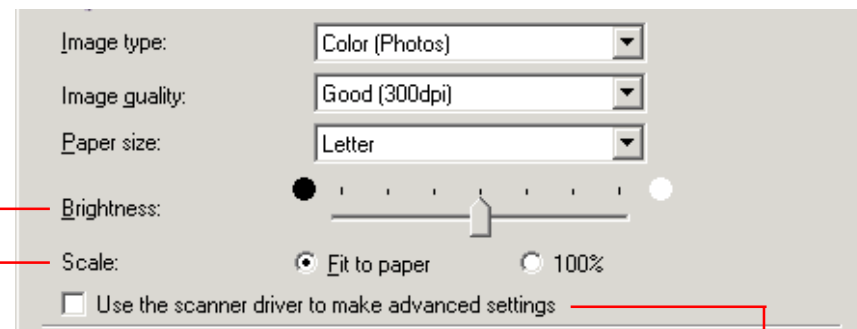 Image type: Color (Photos)
Image quality: Good (300dpi)
Paper size: Letter
Brightness:
Scale: Fit to paper 100%
Use the scanner driver to make advanced settings